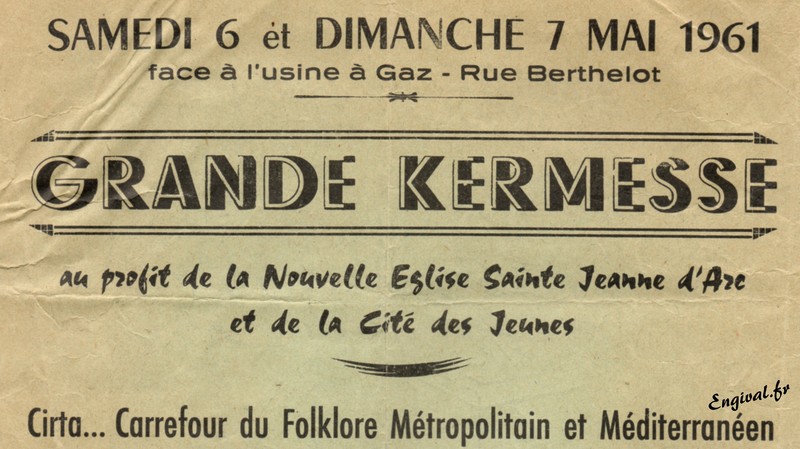 SAMEDI 6 et DIMANCHE 7 MAI 1961
face à l'usine à Gaz - Rue Berthelot
GRANDE KERMESSE
au profit de la Nouvelle Eglise Sainte Jeanne d'Arc
et de la Cité des Jeunes
Engival.fr
Cirta... Carrefour du Folklore Métropolitain et Méditerranéen